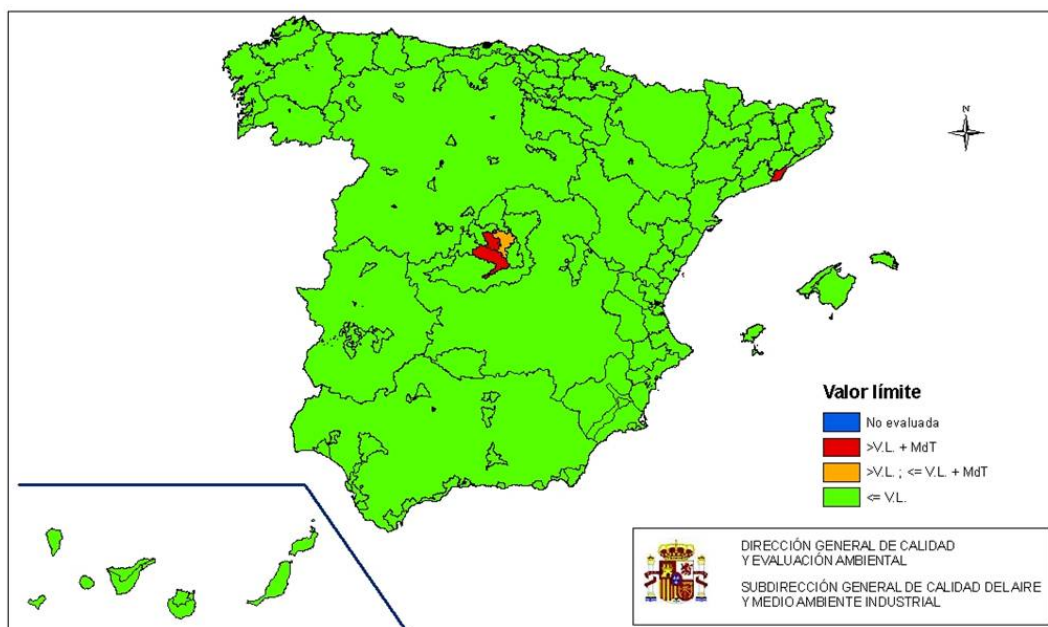 N
Valor límite
No evaluada
>V.L. + MdT
>V.L. ; <= V.L. + MdT
<= V.L.
DIRECCIÓN GENERAL DE CALIDAD
Y EVALUACIÓN AMBIENTAL
SUBDIRECCIÓN GENERAL DE CALIDAD DEL AIRE
Y MEDIO AMBIENTE INDUSTRIAL